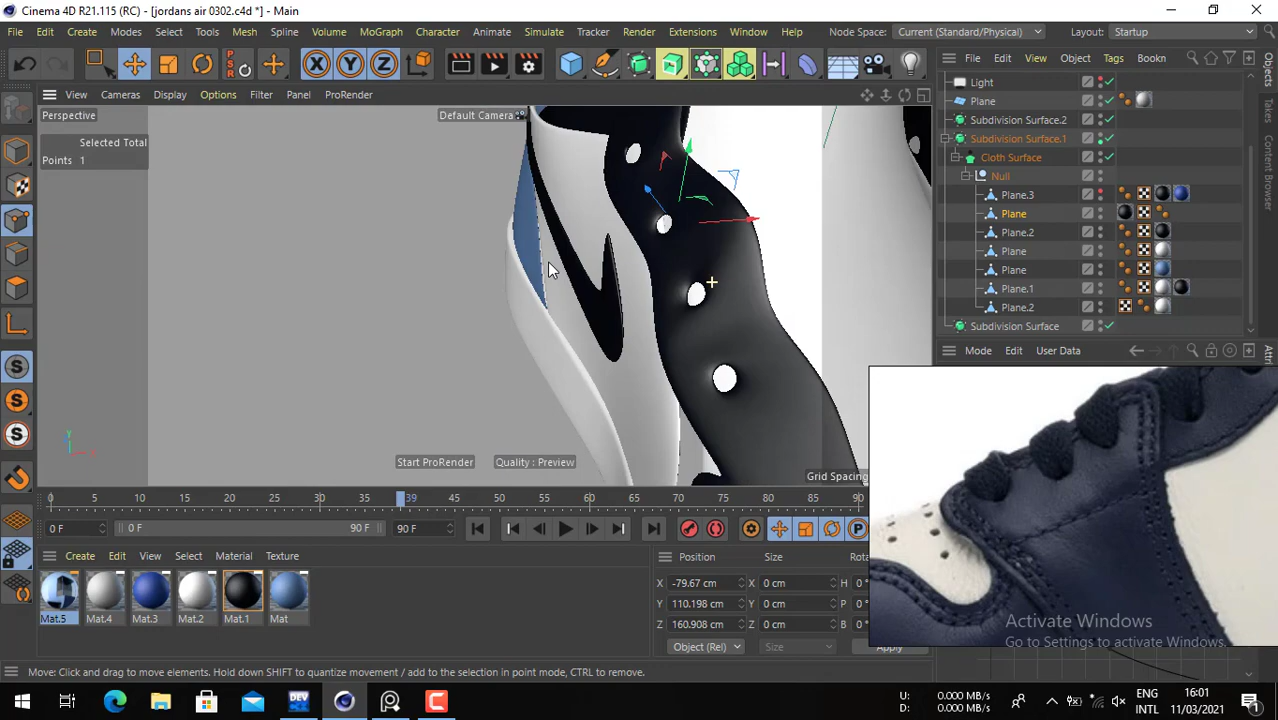 Cinema 4D R21.115 (RC) - [jordans air 0302.c4d *] - Main
File Edit Create Modes Select Tools Mesh Spline Volume MoGraph Character Animate Simulate Tracker Render Extensions Window Help Node Space: Current (Standard/Physical) Layout: Startup
View Cameras Display Options Filter Panel ProRender
File Edit View Object Tags Bookn
Perspective
Default Camera
Selected Total
Points 1
Light
Plane
Subdivision Surface.2
Subdivision Surface.1
Cloth Surface
Null
Plane.3
Plane
Plane.2
Plane
Plane
Plane.1
Plane.2
Subdivision Surface
Objects
Takes
Content Browser
Attri
Mode Edit User Data
Start ProRender Quality : Preview
Grid Spacing
0 5 10 15 20 25 30 35 39 45 50 55 60 65 70 75 80 85 90
0 F 0 F 90 F 90 F
Create Edit View Select Material Texture
Mat.5 Mat.4 Mat.3 Mat.2 Mat.1 Mat
Position Size Rota
X -79.67 cm X 0 cm H
Y 110.198 cm Y 0 cm P
Z 160.908 cm Z 0 cm B
Object (Rel) Size Apply
Activate Windows
Go to Settings to activate Windows.
Move: Click and drag to move elements. Hold down SHIFT to quantize movement / add to the selection in point mode, CTRL to remove.
DEV
U: 0.000 MB/s
D: 0.000 MB/s
ENG
INTL
16:01
11/03/2021
1